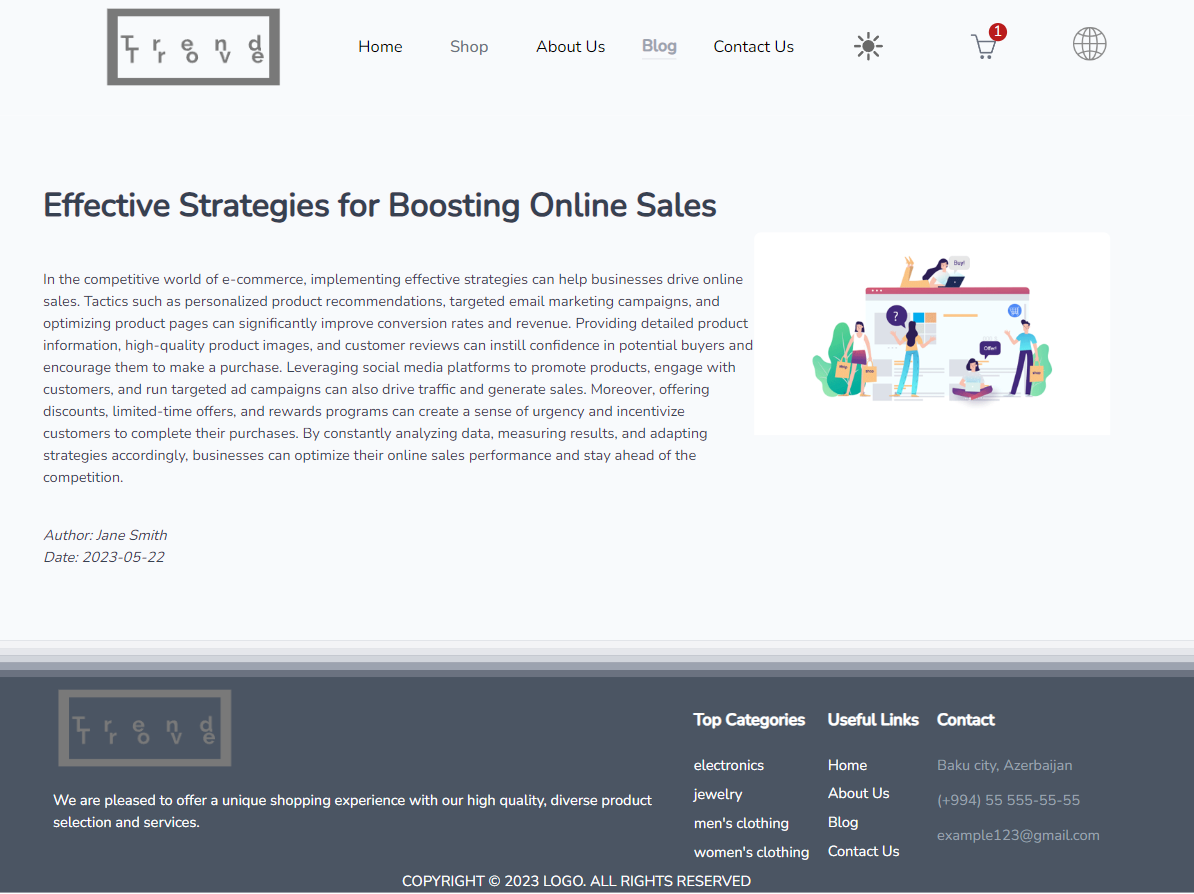 Trend
Trove
Home Shop About Us Blog Contact Us 1
Effective Strategies for Boosting Online Sales
In the competitive world of e-commerce, implementing effective strategies can help businesses drive online
sales. Tactics such as personalized product recommendations, targeted email marketing campaigns, and
optimizing product pages can significantly improve conversion rates and revenue. Providing detailed product
information, high-quality product images, and customer reviews can instill confidence in potential buyers and
encourage them to make a purchase. Leveraging social media platforms to promote products, engage with
customers, and run targeted ad campaigns can also drive traffic and generate sales. Moreover, offering
discounts, limited-time offers, and rewards programs can create a sense of urgency and incentivize
customers to complete their purchases. By constantly analyzing data, measuring results, and adapting
strategies accordingly, businesses can optimize their online sales performance and stay ahead of the
competition.
Buy!
?
Offer!
Author: Jane Smith
Date: 2023-05-22
Trend
Trove
We are pleased to offer a unique shopping experience with our high quality, diverse product
selection and services.
Top Categories
electronics
jewelry
men's clothing
women's clothing
Useful Links
Home
About Us
Blog
Contact Us
Contact
Baku city, Azerbaijan
(+994) 55 555-55-55
example123@gmail.com
COPYRIGHT © 2023 LOGO. ALL RIGHTS RESERVED